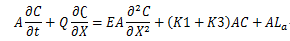 A ∂C/∂t + Q ∂C/∂X = EA ∂²C/∂X² + (K1 + K3)AC + ALₐ